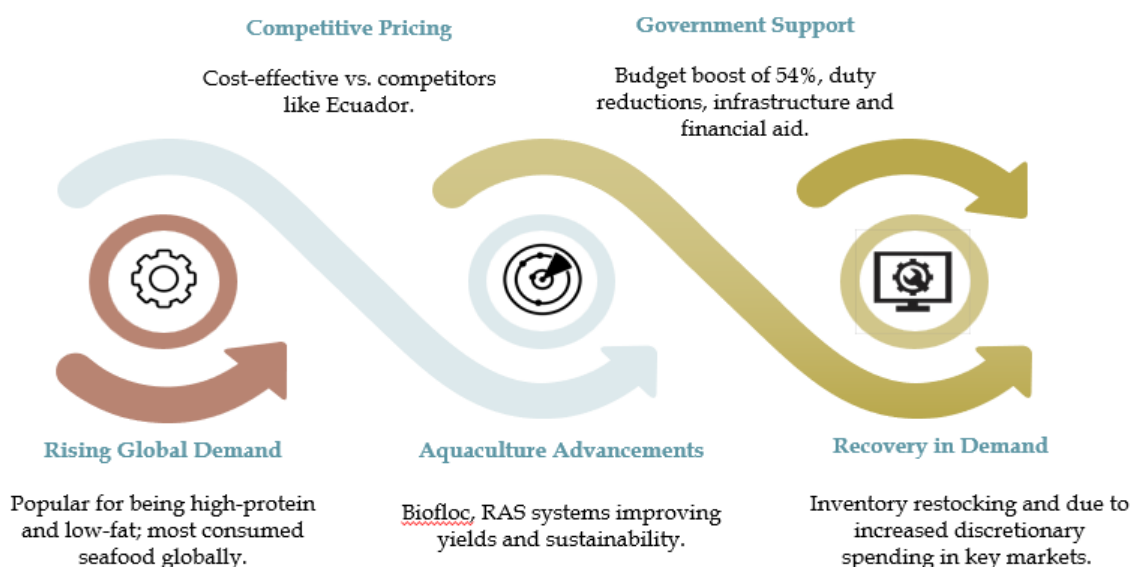 Competitive Pricing
Cost-effective vs. competitors
like Ecuador.
Government Support
Budget boost of 54%, duty
reductions, infrastructure and
financial aid.
Rising Global Demand
Popular for being high-protein
and low-fat; most consumed
seafood globally.
Aquaculture Advancements
Biofloc, RAS systems improving
yields and sustainability.
Recovery in Demand
Inventory restocking and due to
increased discretionary
spending in key markets.